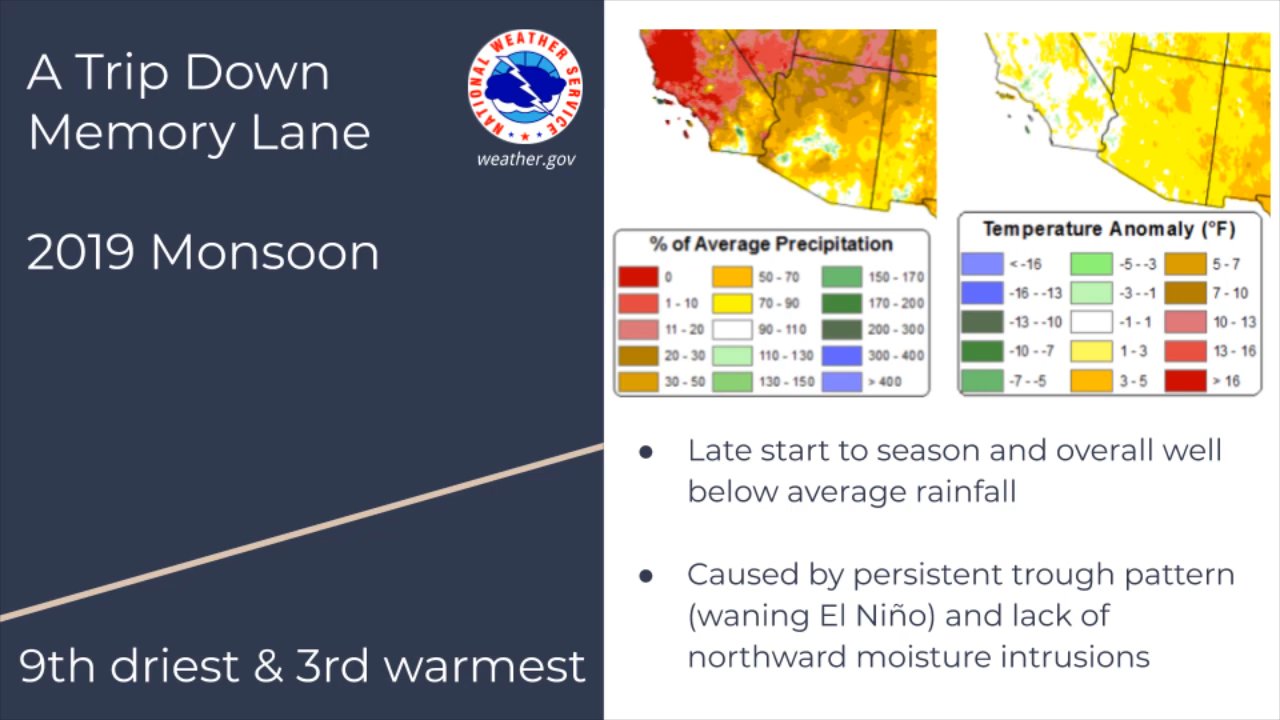 A Trip Down
Memory Lane
2019 Monsoon
NATIONAL WEATHER SERVICE
weather.gov
9th driest & 3rd warmest
% of Average Precipitation
0
1 - 10
11 - 20
20 - 30
30 - 50
50 - 70
70 - 90
90 - 110
110 - 130
130 - 150
150 - 170
170 - 200
200 - 300
300 - 400
> 400
Temperature Anomaly (°F)
< -16
-16 - -13
-13 - -10
-10 - -7
-7 - -5
-5 - -3
-3 - -1
-1 - 1
1 - 3
3 - 5
5 - 7
7 - 10
10 - 13
13 - 16
> 16
● Late start to season and overall well
below average rainfall
● Caused by persistent trough pattern
(waning El Niño) and lack of
northward moisture intrusions